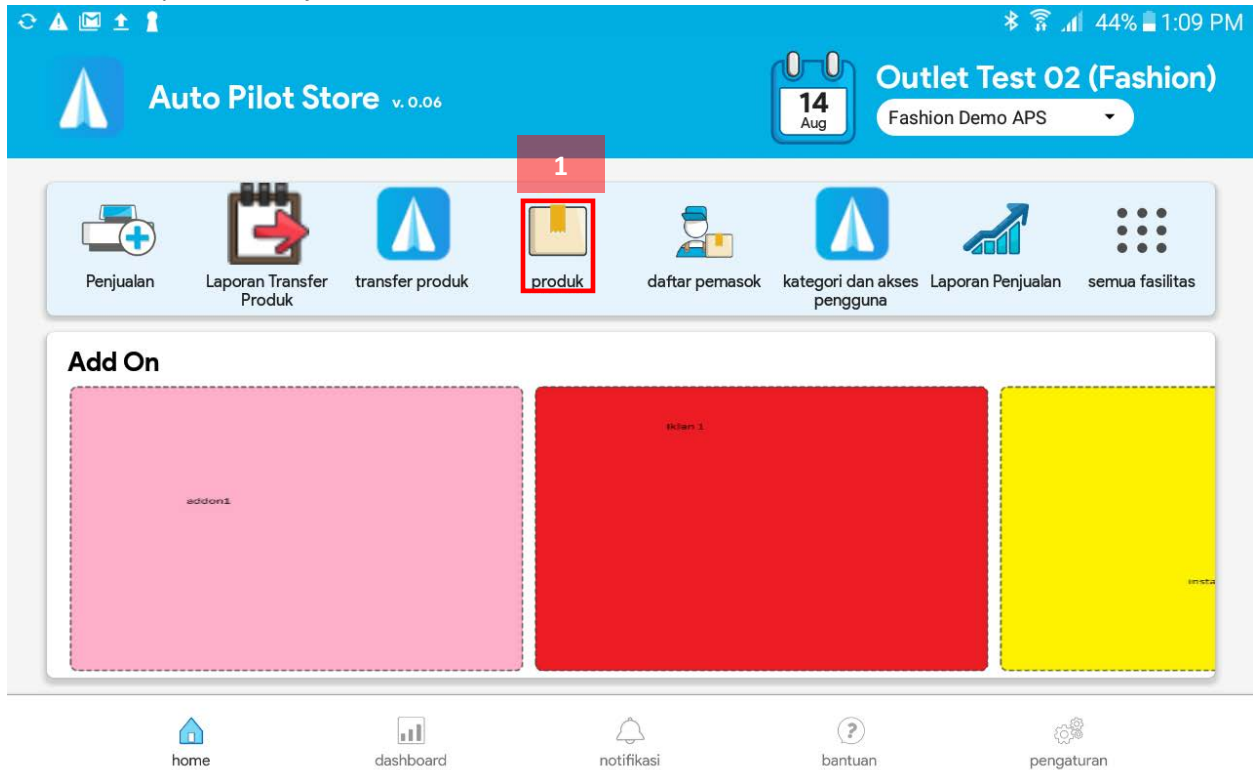 44% 1:09 PM
Auto Pilot Store v. 0.06
14
Aug
Outlet Test 02 (Fashion)
Fashion Demo APS
1
Penjualan
Laporan Transfer
Produk
transfer produk
produk
daftar pemasok
kategori dan akses
pengguna
Laporan Penjualan
semua fasilitas
Add On
addon1
Iklan 1
insta
home
dashboard
notifikasi
bantuan
pengaturan